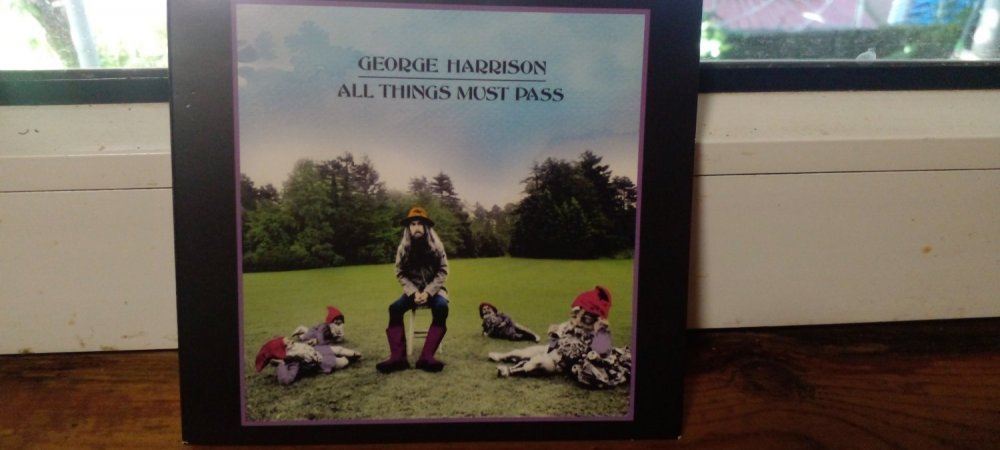 GEORGE HARRISON
ALL THINGS MUST PASS